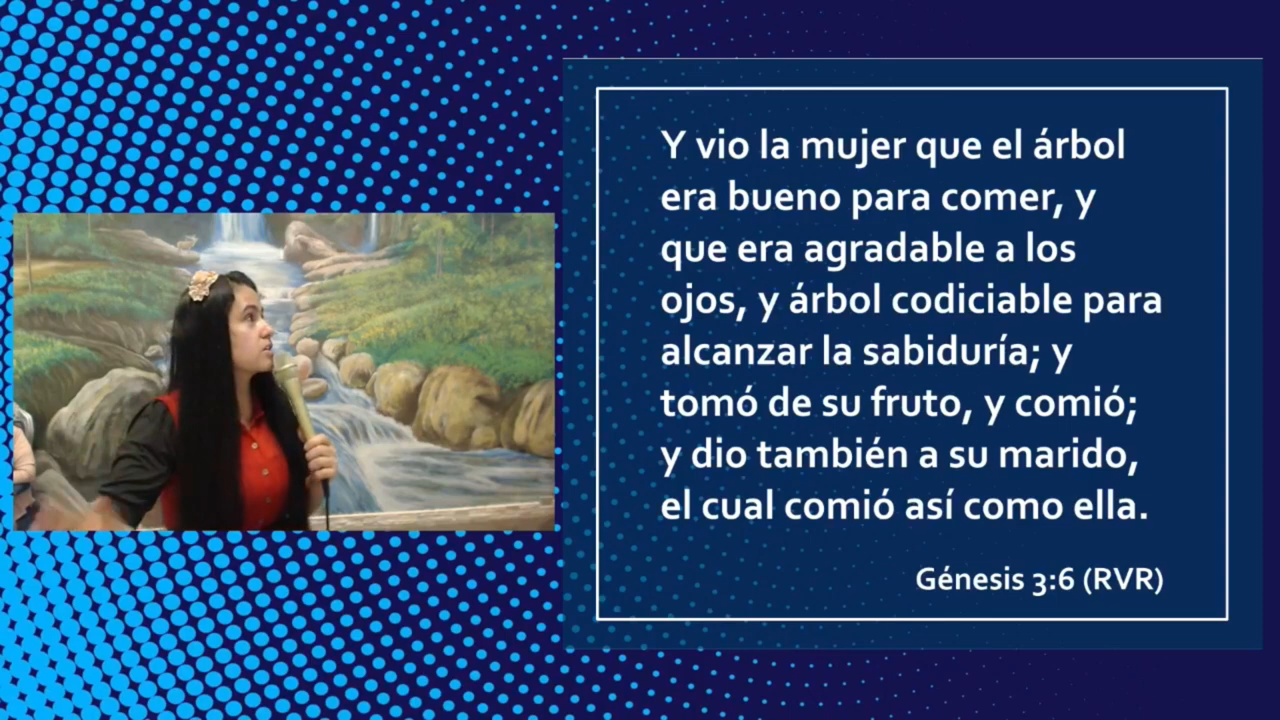 Y vio la mujer que el árbol
era bueno para comer, y
que era agradable a los
ojos, y árbol codiciable para
alcanzar la sabiduría; y
tomó de su fruto, y comió;
y dio también a su marido,
el cual comió así como ella.
Génesis 3:6 (RVR)